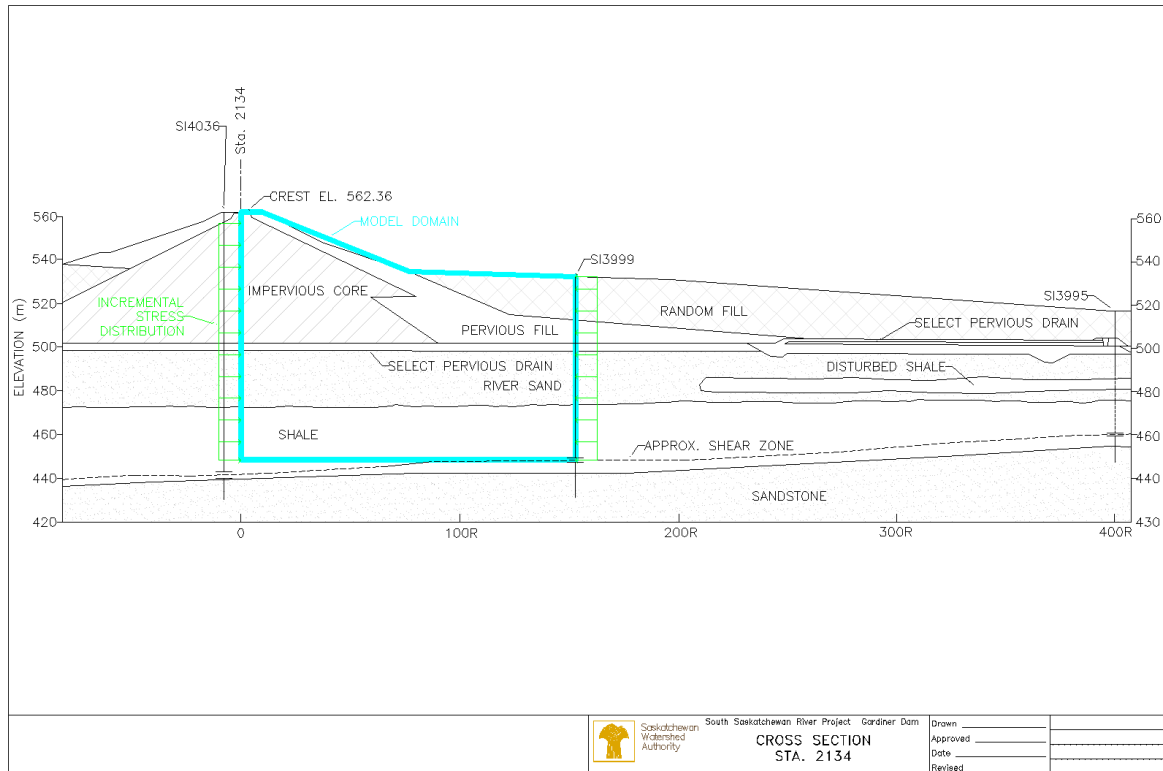 Sta. 2134
SI4036
CREST EL. 562.36
MODEL DOMAIN
SI3999
SI3995
ELEVATION (m)
560
540
520
500
480
460
440
420
560
540
520
500
480
460
440
430
INCREMENTAL
STRESS
DISTRIBUTION
IMPERVIOUS CORE
RANDOM FILL
PERVIOUS FILL
SELECT PERVIOUS DRAIN
SELECT PERVIOUS DRAIN
RIVER SAND
DISTURBED SHALE
SHALE
APPROX. SHEAR ZONE
SANDSTONE
0
100R
200R
300R
400R
Saskatchewan
Watershed
Authority
South Saskatchewan River Project Gardiner Dam
CROSS SECTION
STA. 2134
Drawn
Approved
Date
Revised